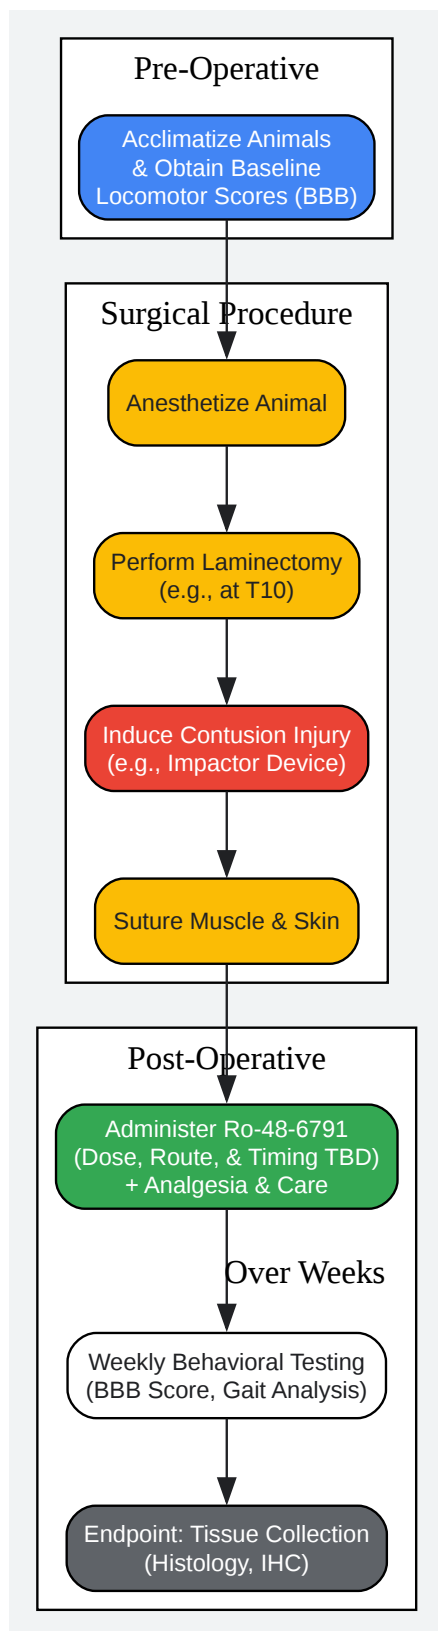 Pre-Operative
Acclimatize Animals
& Obtain Baseline
Locomotor Scores (BBB)
Surgical Procedure
Anesthetize Animal
Perform Laminectomy
(e.g., at T10)
Induce Contusion Injury
(e.g., Impactor Device)
Suture Muscle & Skin
Post-Operative
Administer Ro-48-6791
(Dose, Route, & Timing TBD)
+ Analgesia & Care
Over Weeks
Weekly Behavioral Testing
(BBB Score, Gait Analysis)
Endpoint: Tissue Collection
(Histology, IHC)